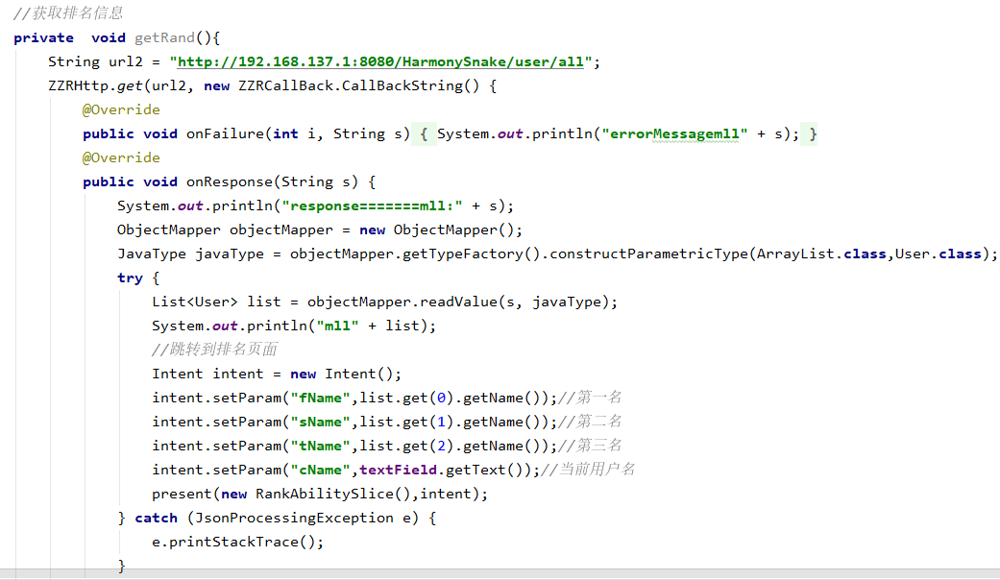 //获取排名信息
private  void getRand(){
    String url2 = "http://192.168.137.1:8080/HarmonySnake/user/all";
    ZZRHttp.get(url2, new ZZRCallBack.CallBackString() {
        @Override
        public void onFailure(int i, String s) { System.out.println("errorMessagemll" + s); }
        @Override
        public void onResponse(String s) {
            System.out.println("response=======mll:" + s);
            ObjectMapper objectMapper = new ObjectMapper();
            JavaType javaType = objectMapper.getTypeFactory().constructParametricType(ArrayList.class,User.class);
            try {
                List<User> list = objectMapper.readValue(s, javaType);
                System.out.println("mll" + list);
                //跳转到排名页面
                Intent intent = new Intent();
                intent.setParam("fName",list.get(0).getName());//第一名
                intent.setParam("sName",list.get(1).getName());//第二名
                intent.setParam("tName",list.get(2).getName());//第三名
                intent.setParam("cName",textField.getText());//当前用户名
                present(new RankAbilitySlice(),intent);
            } catch (JsonProcessingException e) {
                e.printStackTrace();
            }